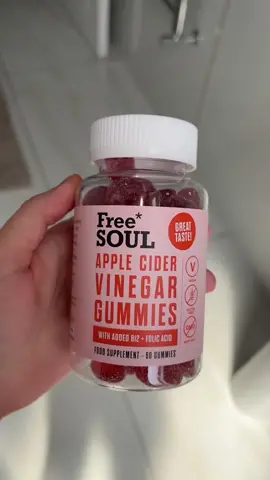 Free*
SOUL
GREAT
TASTE!
APPLE CIDER
VINEGAR
GUMMIES
WITH ADDED B12 + FOLIC ACID
FOOD SUPPLEMENT - 60 GUMMIES
V